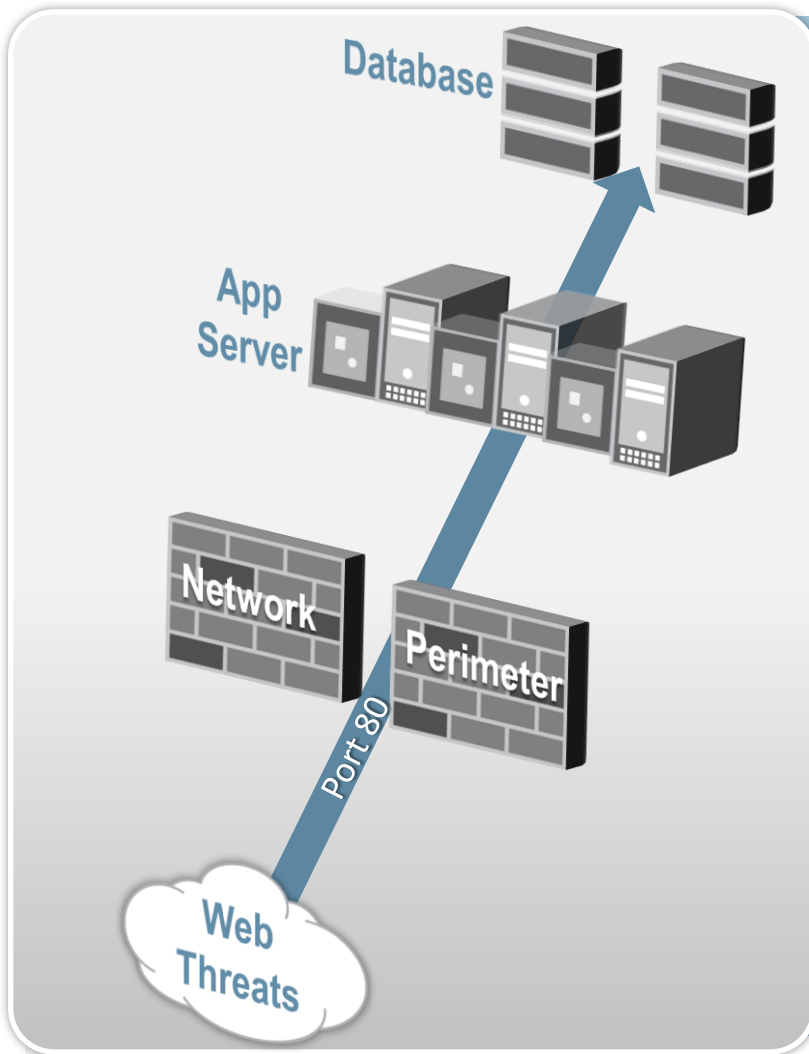 Database
App
Server
Network
Perimeter
Port 80
Web
Threats